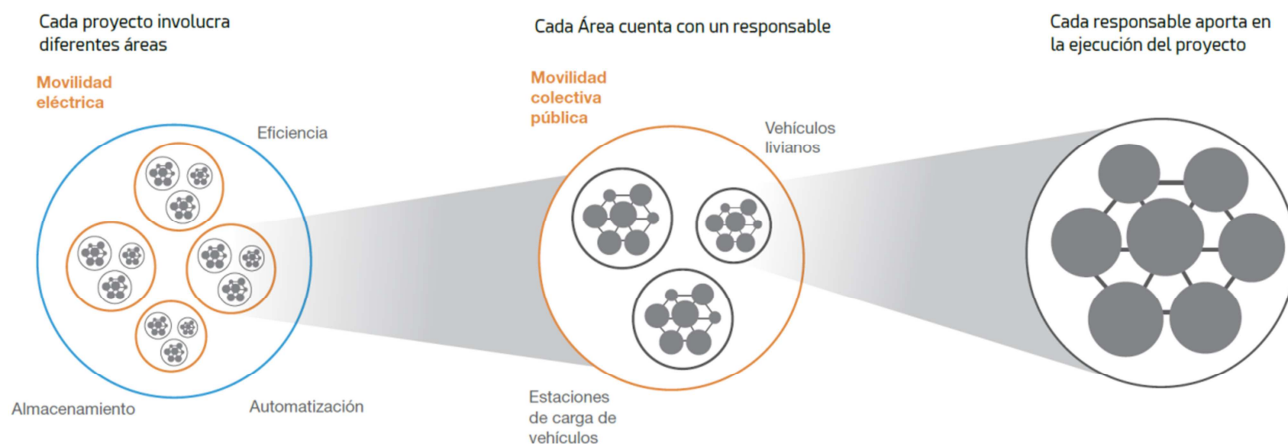 Cada proyecto involucra
diferentes áreas
Movilidad
eléctrica
Eficiencia
Almacenamiento
Automatización
Cada Área cuenta con un responsable
Movilidad
colectiva
pública
Vehículos
livianos
Estaciones
de carga de
vehículos
Cada responsable aporta en
la ejecución del proyecto